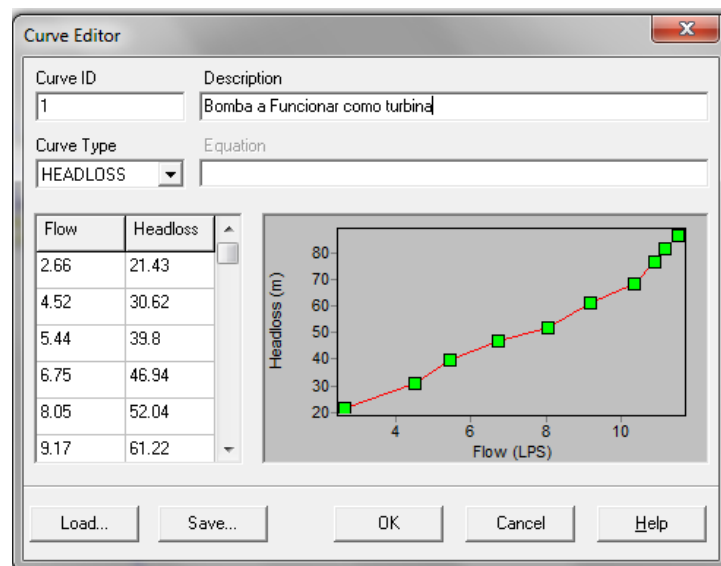 Curve Editor
Curve ID Description
1 Bomba a Funcionar como turbina
Curve Type Equation
HEADLOSS
Flow Headloss
2.66 21.43
4.52 30.62
5.44 39.8
6.75 46.94
8.05 52.04
9.17 61.22
Headloss (m)
80
70
60
50
40
30
20
4 6 8 10
Flow (LPS)
Load... Save... OK Cancel Help